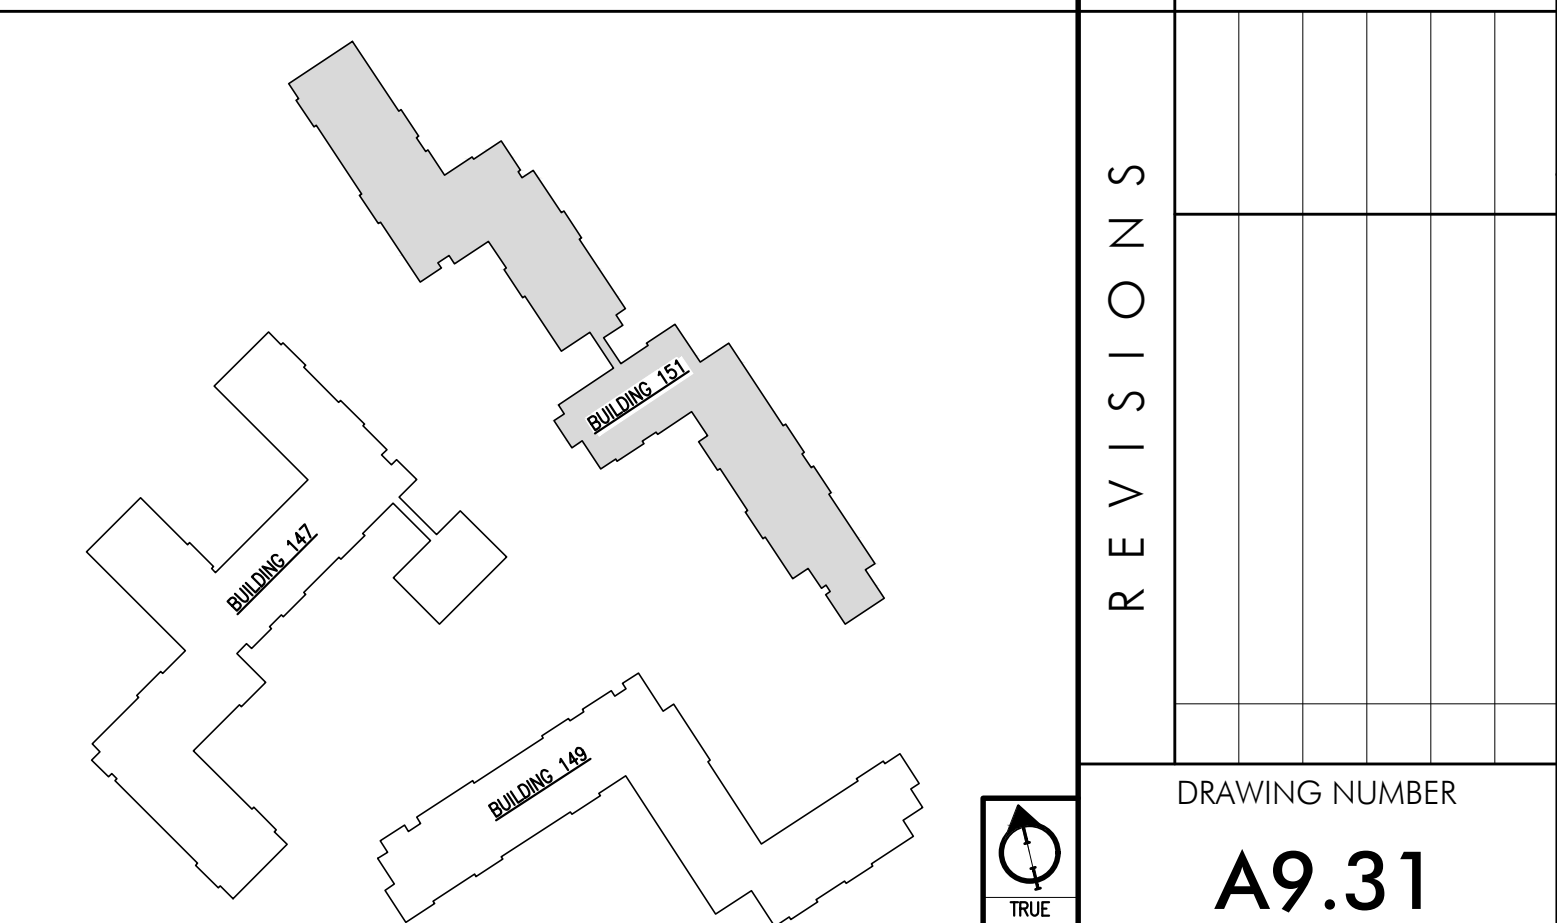 BUILDING 151
BUILDING 147
BUILDING 149
TRUE
REVISIONS
DRAWING NUMBER
A9.31